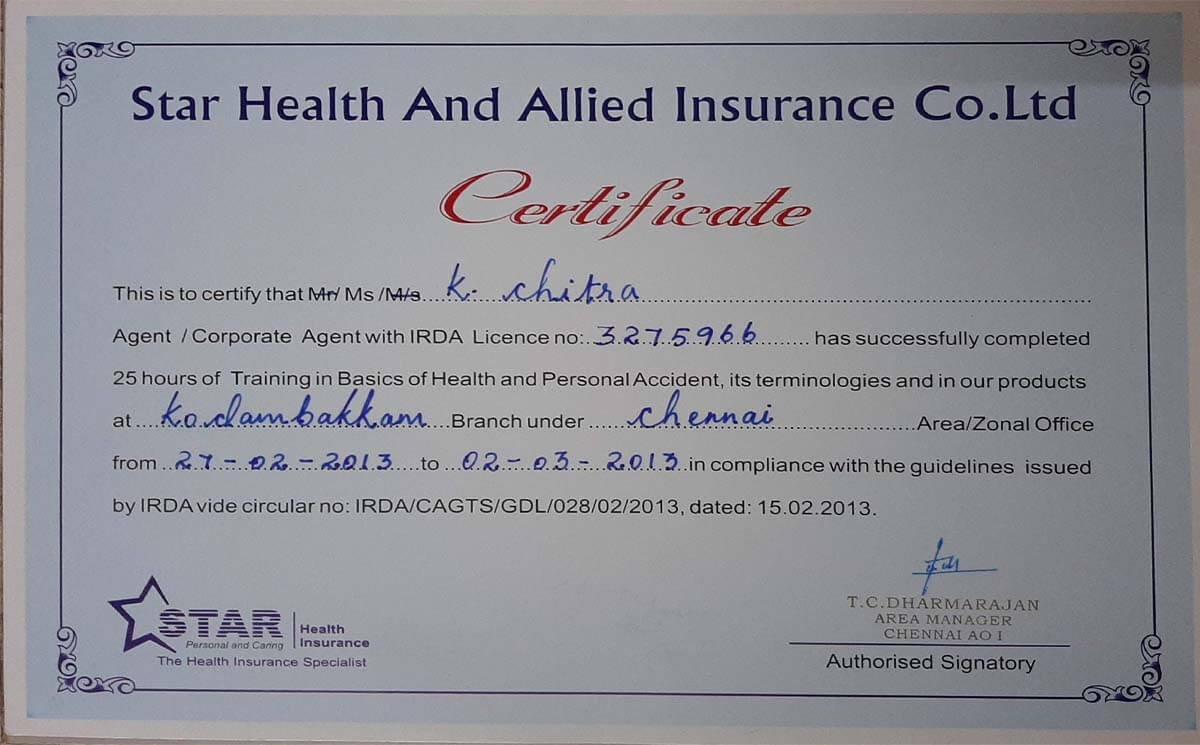 Star Health And Allied Insurance Co.Ltd
Certificate
This is to certify that Mr/ Ms /M/s....K. Chitra
Agent / Corporate Agent with IRDA Licence no:..3275966......... has successfully completed
25 hours of Training in Basics of Health and Personal Accident, its terminologies and in our products
at ....Kodambakkam....Branch under ......Chennai..............................Area/Zonal Office
from ..27-02-2013....to ...02-03-2013.in compliance with the guidelines issued
by IRDA vide circular no: IRDA/CAGTS/GDL/028/02/2013, dated: 15.02.2013.
T.C.DHARMARAJAN
AREA MANAGER
CHENNAI AO I
Authorised Signatory
STAR
Personal and Caring
Health
Insurance
The Health Insurance Specialist